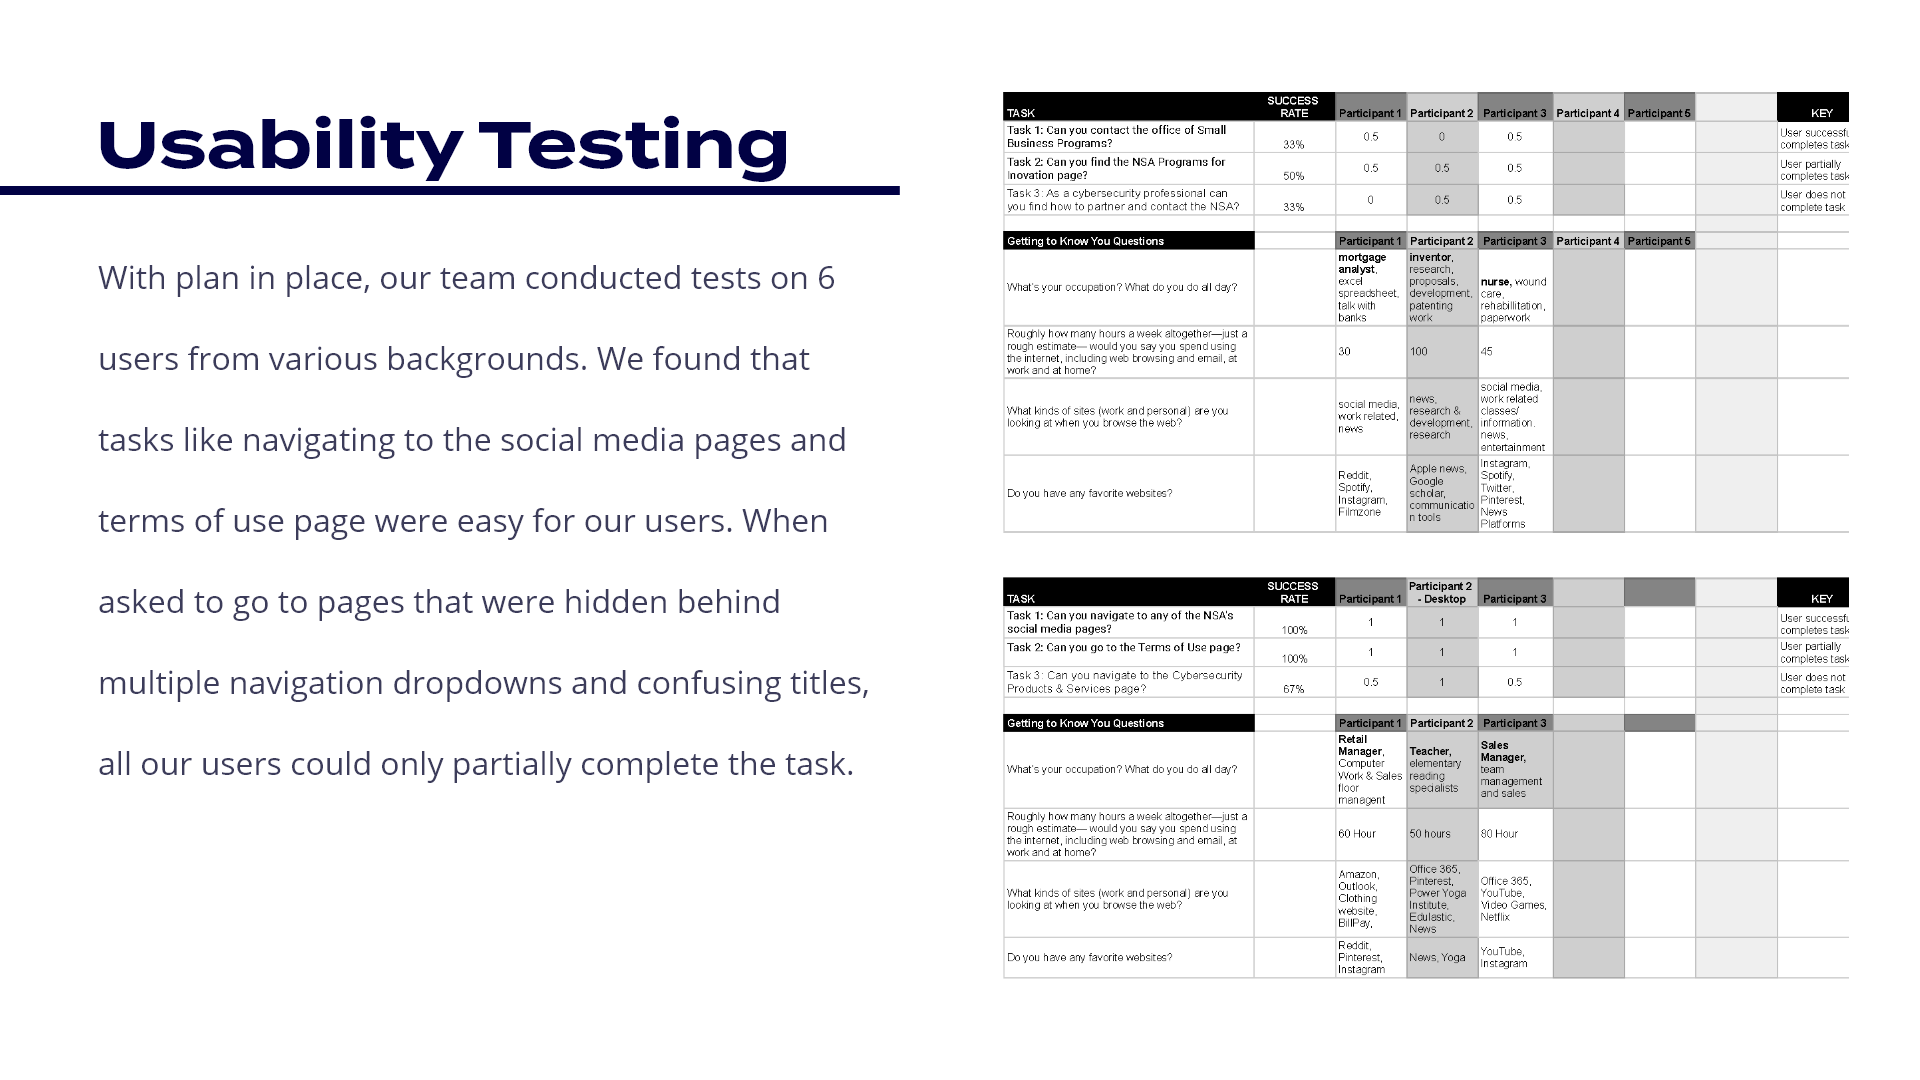 Usability Testing
With plan in place, our team conducted tests on 6
users from various backgrounds. We found that
tasks like navigating to the social media pages and
terms of use page were easy for our users. When
asked to go to pages that were hidden behind
multiple navigation dropdowns and confusing titles,
all our users could only partially complete the task.
TASK SUCCESS RATE Participant 1 Participant 2 Participant 3 Participant 4 Participant 5 KEY
Task 1: Can you contact the office of Small
Business Programs? 33% 0.5 0 0.5 User successfu
completes task
Task 2: Can you find the NSA Programs for
Inovation page? 50% 0.5 0.5 0.5 User partially
completes task
Task 3: As a cybersecurity professional can
you find how to partner and contact the NSA? 33% 0 0.5 0.5 User does not
complete task
Getting to Know You Questions Participant 1 Participant 2 Participant 3 Participant 4 Participant 5
What's your occupation? What do you do all day?
mortgage
analyst,
excel
spreadsheet,
talk with
banks
inventor,
research,
proposals,
development,
patenting
work
nurse, wound
care,
rehabillitation,
paperwork
Roughly how many hours a week altogether—just a
rough estimate— would you say you spend using
the internet, including web browsing and email, at
work and at home?
30 100 45
What kinds of sites (work and personal) are you
looking at when you browse the web?
social media,
work related,
news
news,
research &
development,
research
social media,
work related
classes/
information,
news,
entertainment
Do you have any favorite websites?
Reddit,
Spotify,
Instagram,
Filmzone
Apple news,
Google
scholar,
communicatio
n tools
Instagram,
Spotify,
Twitter,
Pinterest,
News
Platforms
TASK SUCCESS RATE Participant 1 Participant 2 - Desktop Participant 3 KEY
Task 1: Can you navigate to any of the NSA's
social media pages? 100% 1 1 1 User successfu
completes task
Task 2: Can you go to the Terms of Use page? 100% 1 1 1 User partially
completes task
Task 3: Can you navigate to the Cybersecurity
Products & Services page? 67% 0.5 1 0.5 User does not
complete task
Getting to Know You Questions Participant 1 Participant 2 Participant 3
What's your occupation? What do you do all day?
Retail
Manager,
Computer
Work & Sales
floor
managent
Teacher,
elementary
reading
specialists
Sales
Manager,
team
management
and sales
Roughly how many hours a week altogether—just a
rough estimate— would you say you spend using
the internet, including web browsing and email, at
work and at home?
60 Hour 50 hours 80 Hour
What kinds of sites (work and personal) are you
looking at when you browse the web?
Amazon,
Outlook,
Clothing
website,
BillPay,
Office 365,
Pinterest,
Power Yoga
Institute,
Edulastic,
News
Office 365,
YouTube,
Video Games,
Netflix
Do you have any favorite websites?
Reddit,
Pinterest,
Instagram
News, Yoga
YouTube,
Instagram